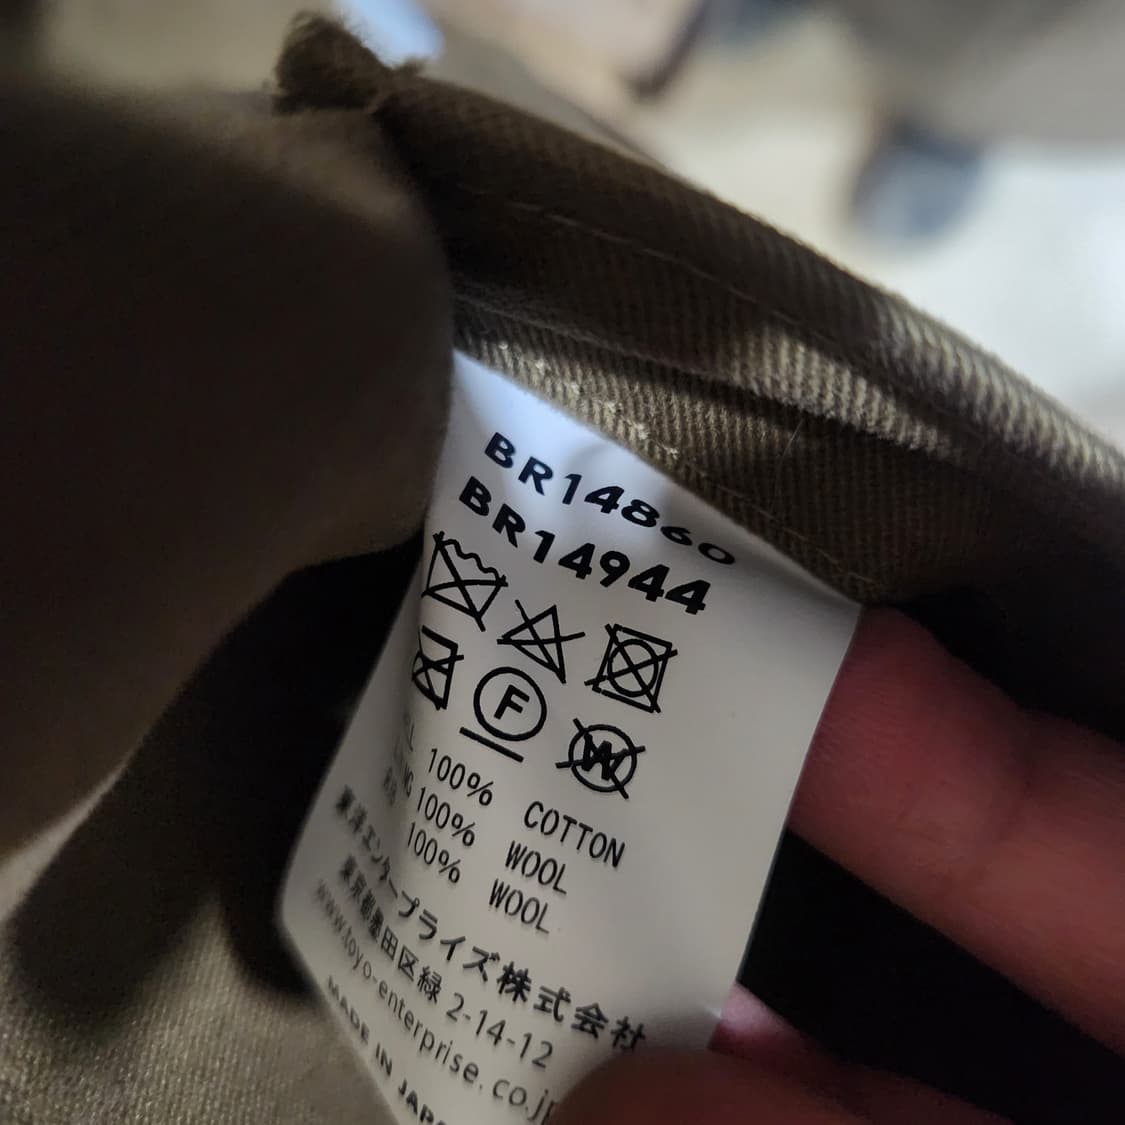 BR14860
BR14944
F
W
100% COTTON
100% WOOL
100% WOOL
東洋エンタープライズ株式会社
東京都墨田区緑 2-14-12
www.toyo-enterprise.co.jp
MADE IN